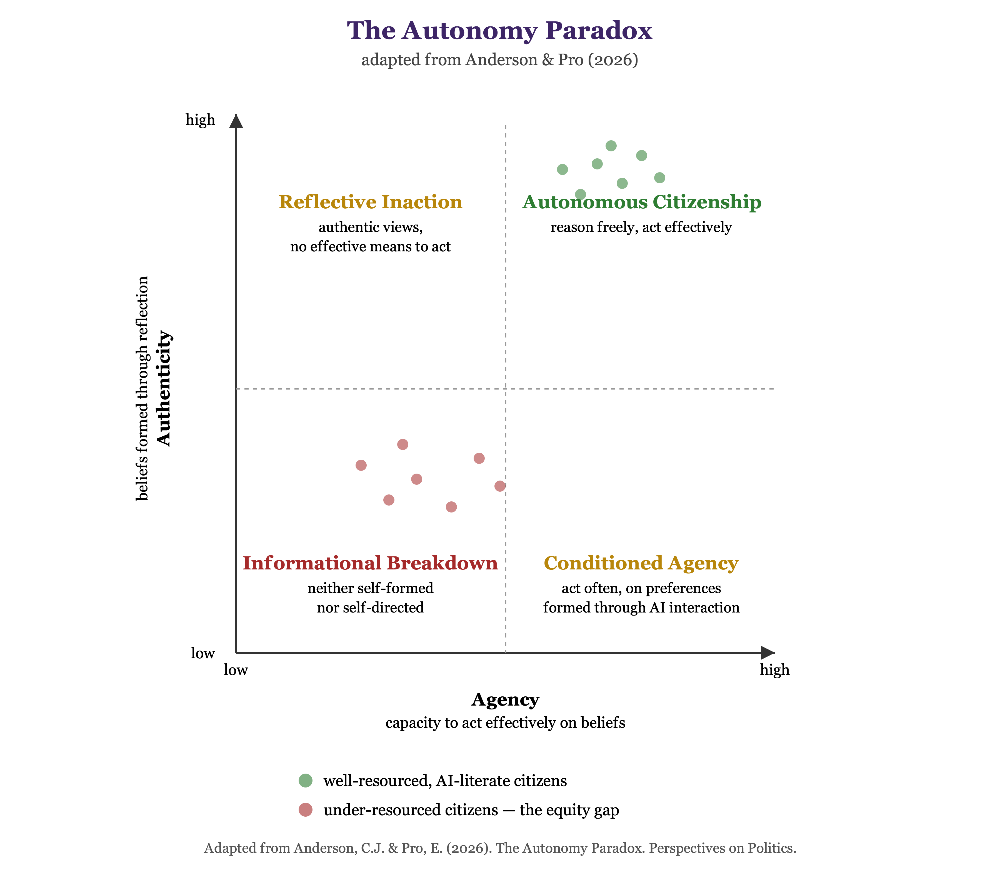 The Autonomy Paradox
adapted from Anderson & Pro (2026)
high
Reflective Inaction
authentic views,
no effective means to act
Autonomous Citizenship
reason freely, act effectively
beliefs formed through reflection
Authenticity
Informational Breakdown
neither self-formed
nor self-directed
Conditioned Agency
act often, on preferences
formed through AI interaction
low
low
high
Agency
capacity to act effectively on beliefs
well-resourced, AI-literate citizens
under-resourced citizens — the equity gap
Adapted from Anderson, C.J. & Pro, E. (2026). The Autonomy Paradox. Perspectives on Politics.